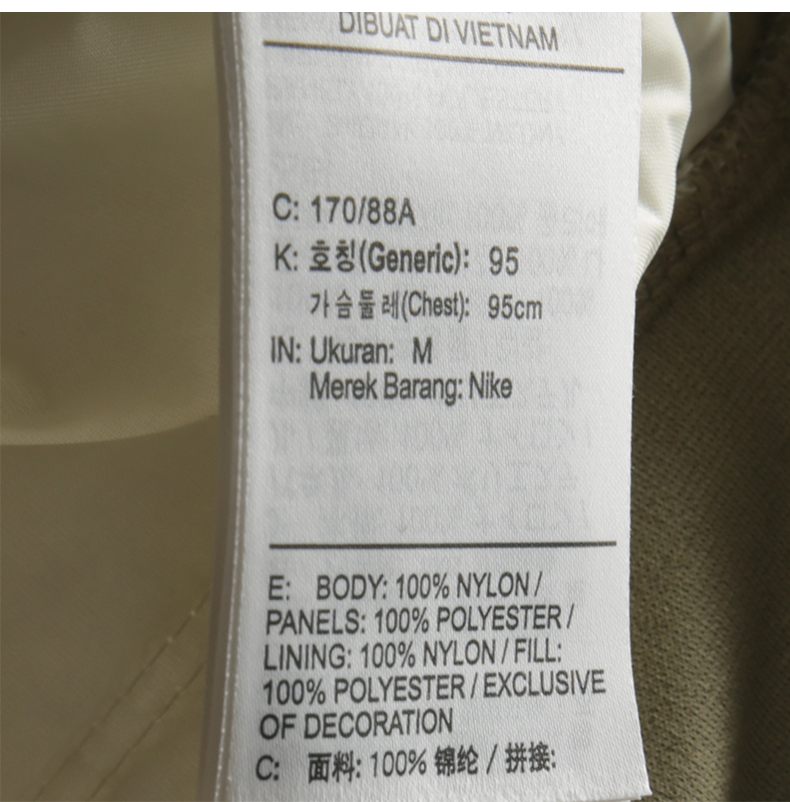 DIBUAT DI VIETNAM
C: 170/88A
K: 호칭(Generic): 95
가슴둘레(Chest): 95cm
IN: Ukuran: M
Merek Barang: Nike
E: BODY: 100% NYLON /
PANELS: 100% POLYESTER /
LINING: 100% NYLON / FILL:
100% POLYESTER / EXCLUSIVE
OF DECORATION
C: 面料: 100% 锦纶 / 拼接: